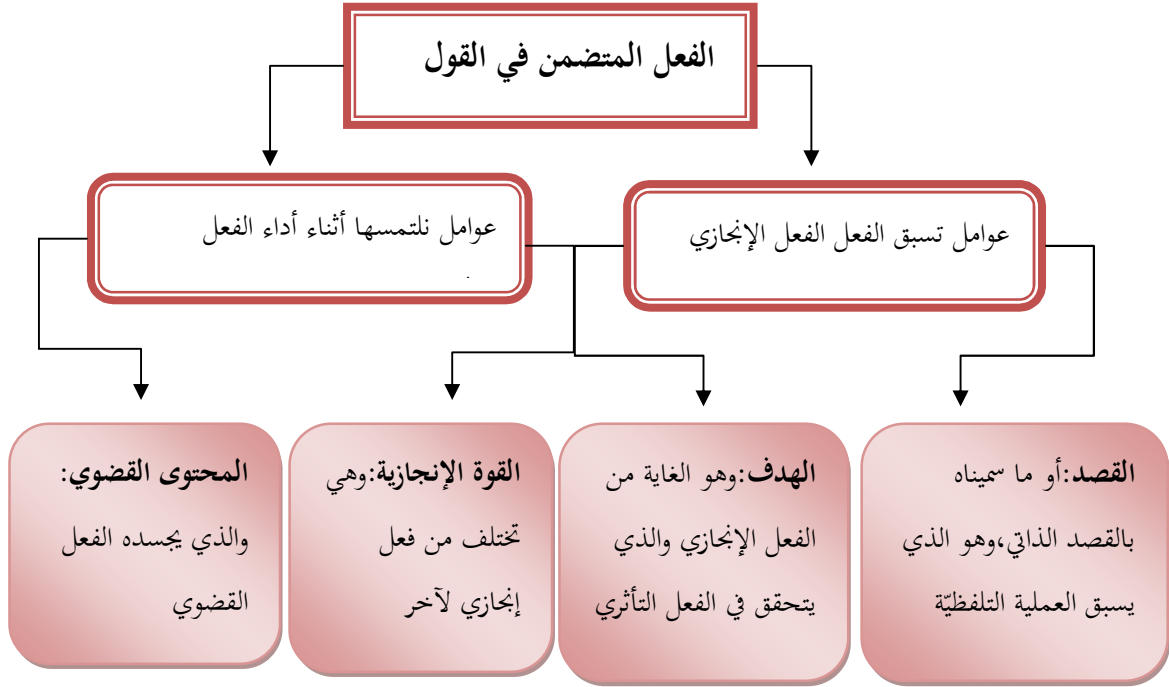 الفعل المتضمن في القول
عوامل تسبق الفعل الفعل الإنجازي
عوامل نلتمسها أثناء أداء الفعل
.
القصد:أو ما سميناه
بالقصد الذاتي،وهو الذي
يسبق العملية التلفظيّة
الهدف:وهو الغاية من
الفعل الإنجازي والذي
يتحقق في الفعل التأثري
القوة الإنجازية:وهي
تختلف من فعل
إنجازي لآخر
المحتوى القضوي:
والذي يجسده الفعل
القضوي